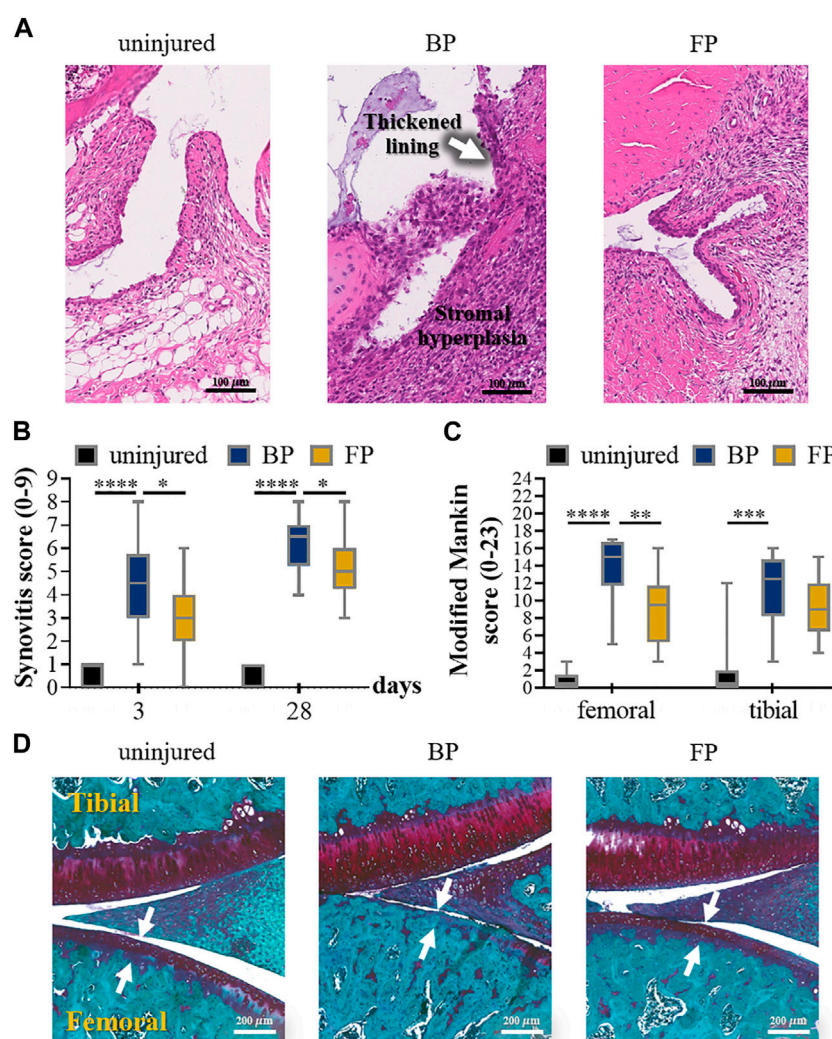 A
uninjured BP FP
Thickened
lining
Stromal
hyperplasia
100 µm 100 µm 100 µm
B
uninjured BP FP
Synovitis score (0-9)
9
8
7
6
5
4
3
2
1
0
**** * **** *
3 28 days
C
uninjured BP FP
Modified Mankin
score (0-23)
24
22
20
18
16
14
12
10
8
6
4
2
0
**** ** ***
femoral tibial
D
uninjured BP FP
Tibial
Femoral
200 µm 200 µm 200 µm